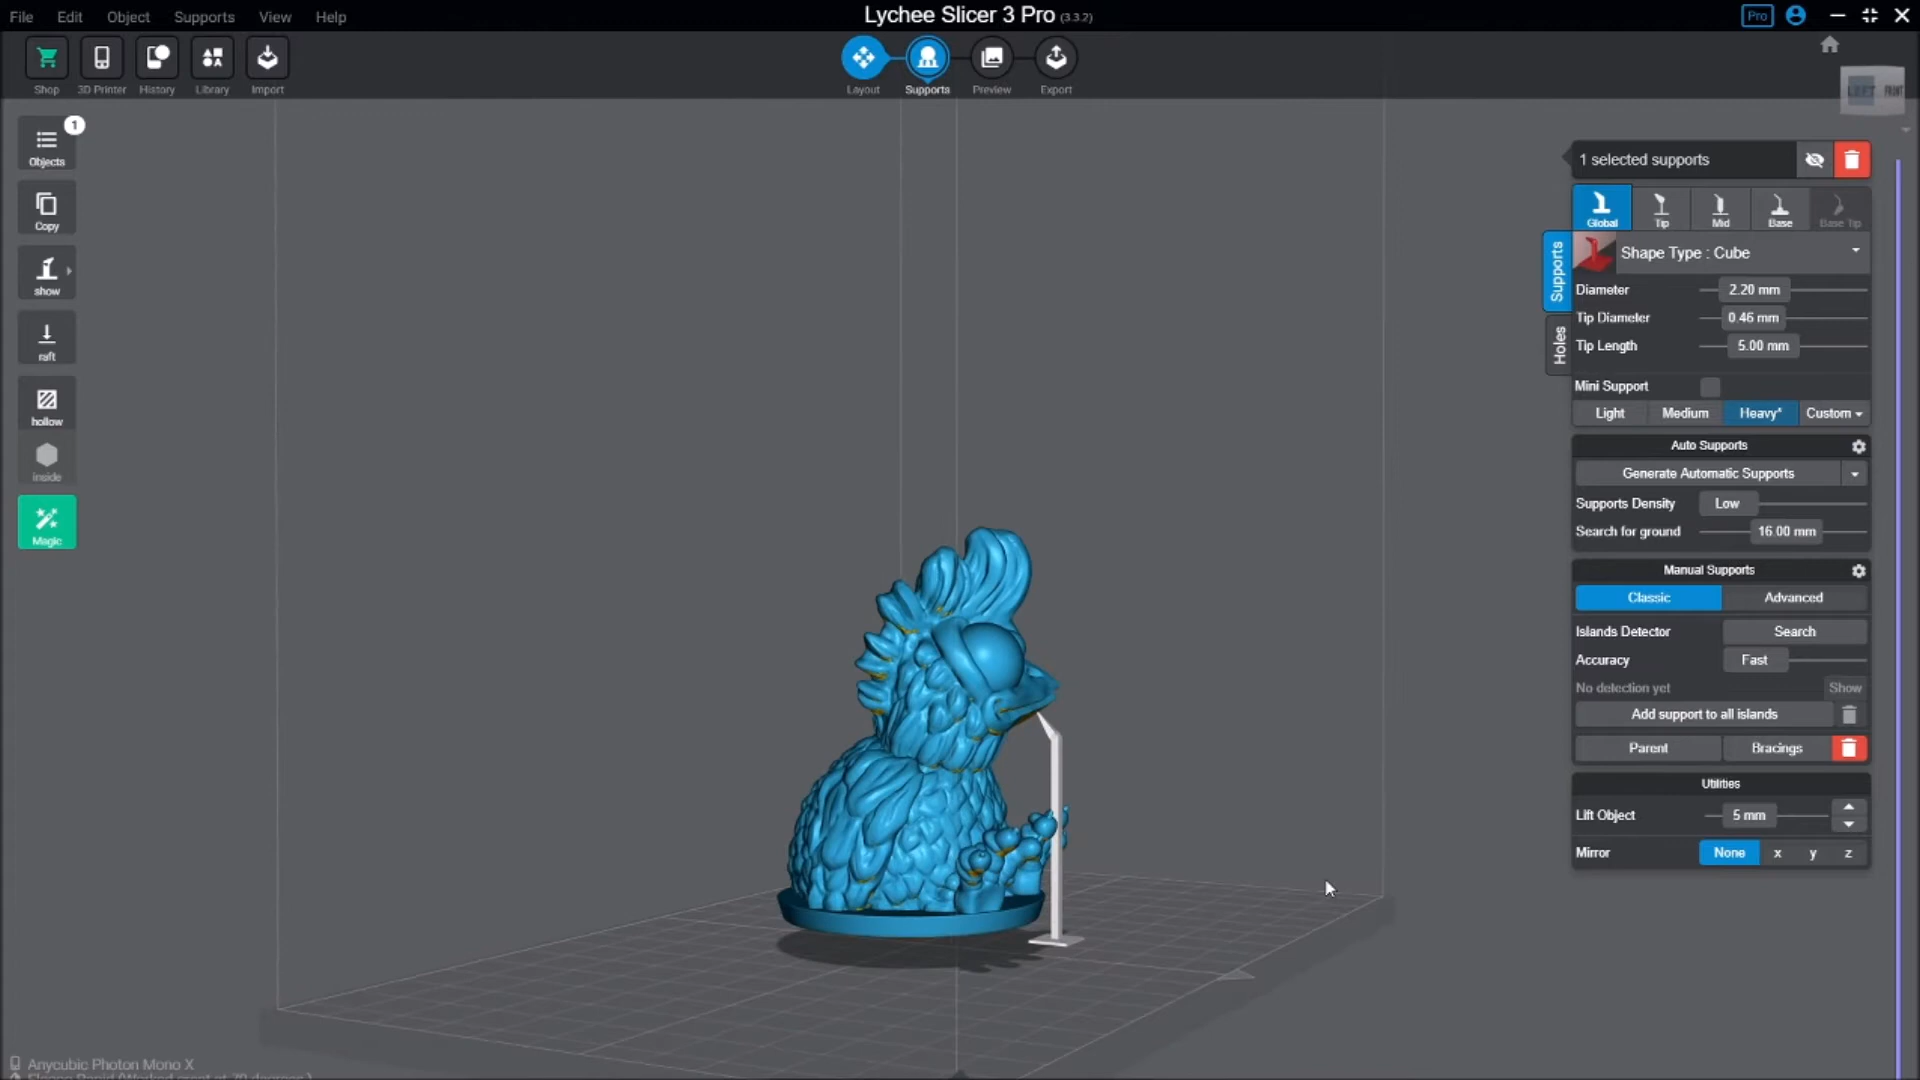 File Edit Object Supports View Help
Lychee Slicer 3 Pro (3.3.2)
Pro
Shop 3D Printer History Library Import
Layout Supports Preview Export
LEFT FRONT
1
Objects
Copy
show
raft
hollow
inside
Magic
1 selected supports
Global Tip Mid Base Base Tip
Supports
Holes
Shape Type : Cube
Diameter 2.20 mm
Tip Diameter 0.46 mm
Tip Length 5.00 mm
Mini Support
Light Medium Heavy* Custom
Auto Supports
Generate Automatic Supports
Supports Density Low
Search for ground 16.00 mm
Manual Supports
Classic Advanced
Islands Detector Search
Accuracy Fast
No detection yet Show
Add support to all islands
Parent Bracings
Utilities
Lift Object 5 mm
Mirror None x y z
Anycubic Photon Mono X